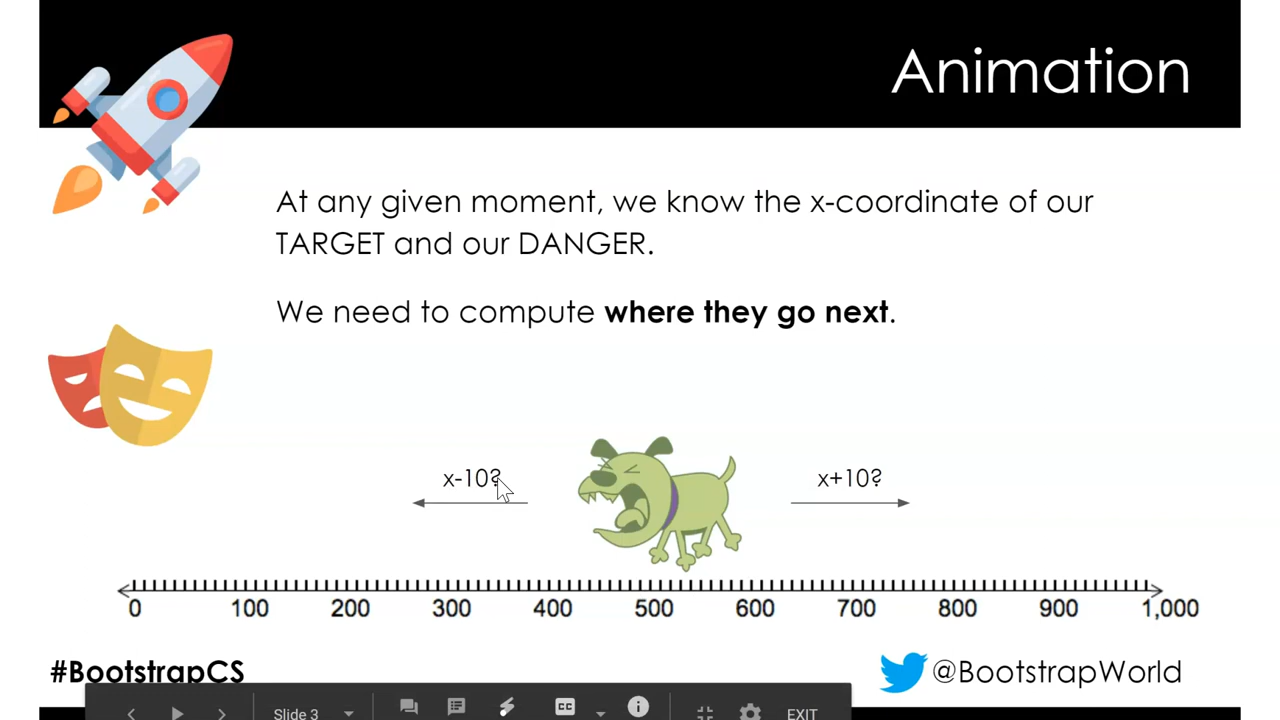 Animation
At any given moment, we know the x-coordinate of our
TARGET and our DANGER.
We need to compute where they go next.
x-10?
x+10?
0 100 200 300 400 500 600 700 800 900 1,000
#BootstrapCS
@BootstrapWorld
Slide 3
CC
EXIT